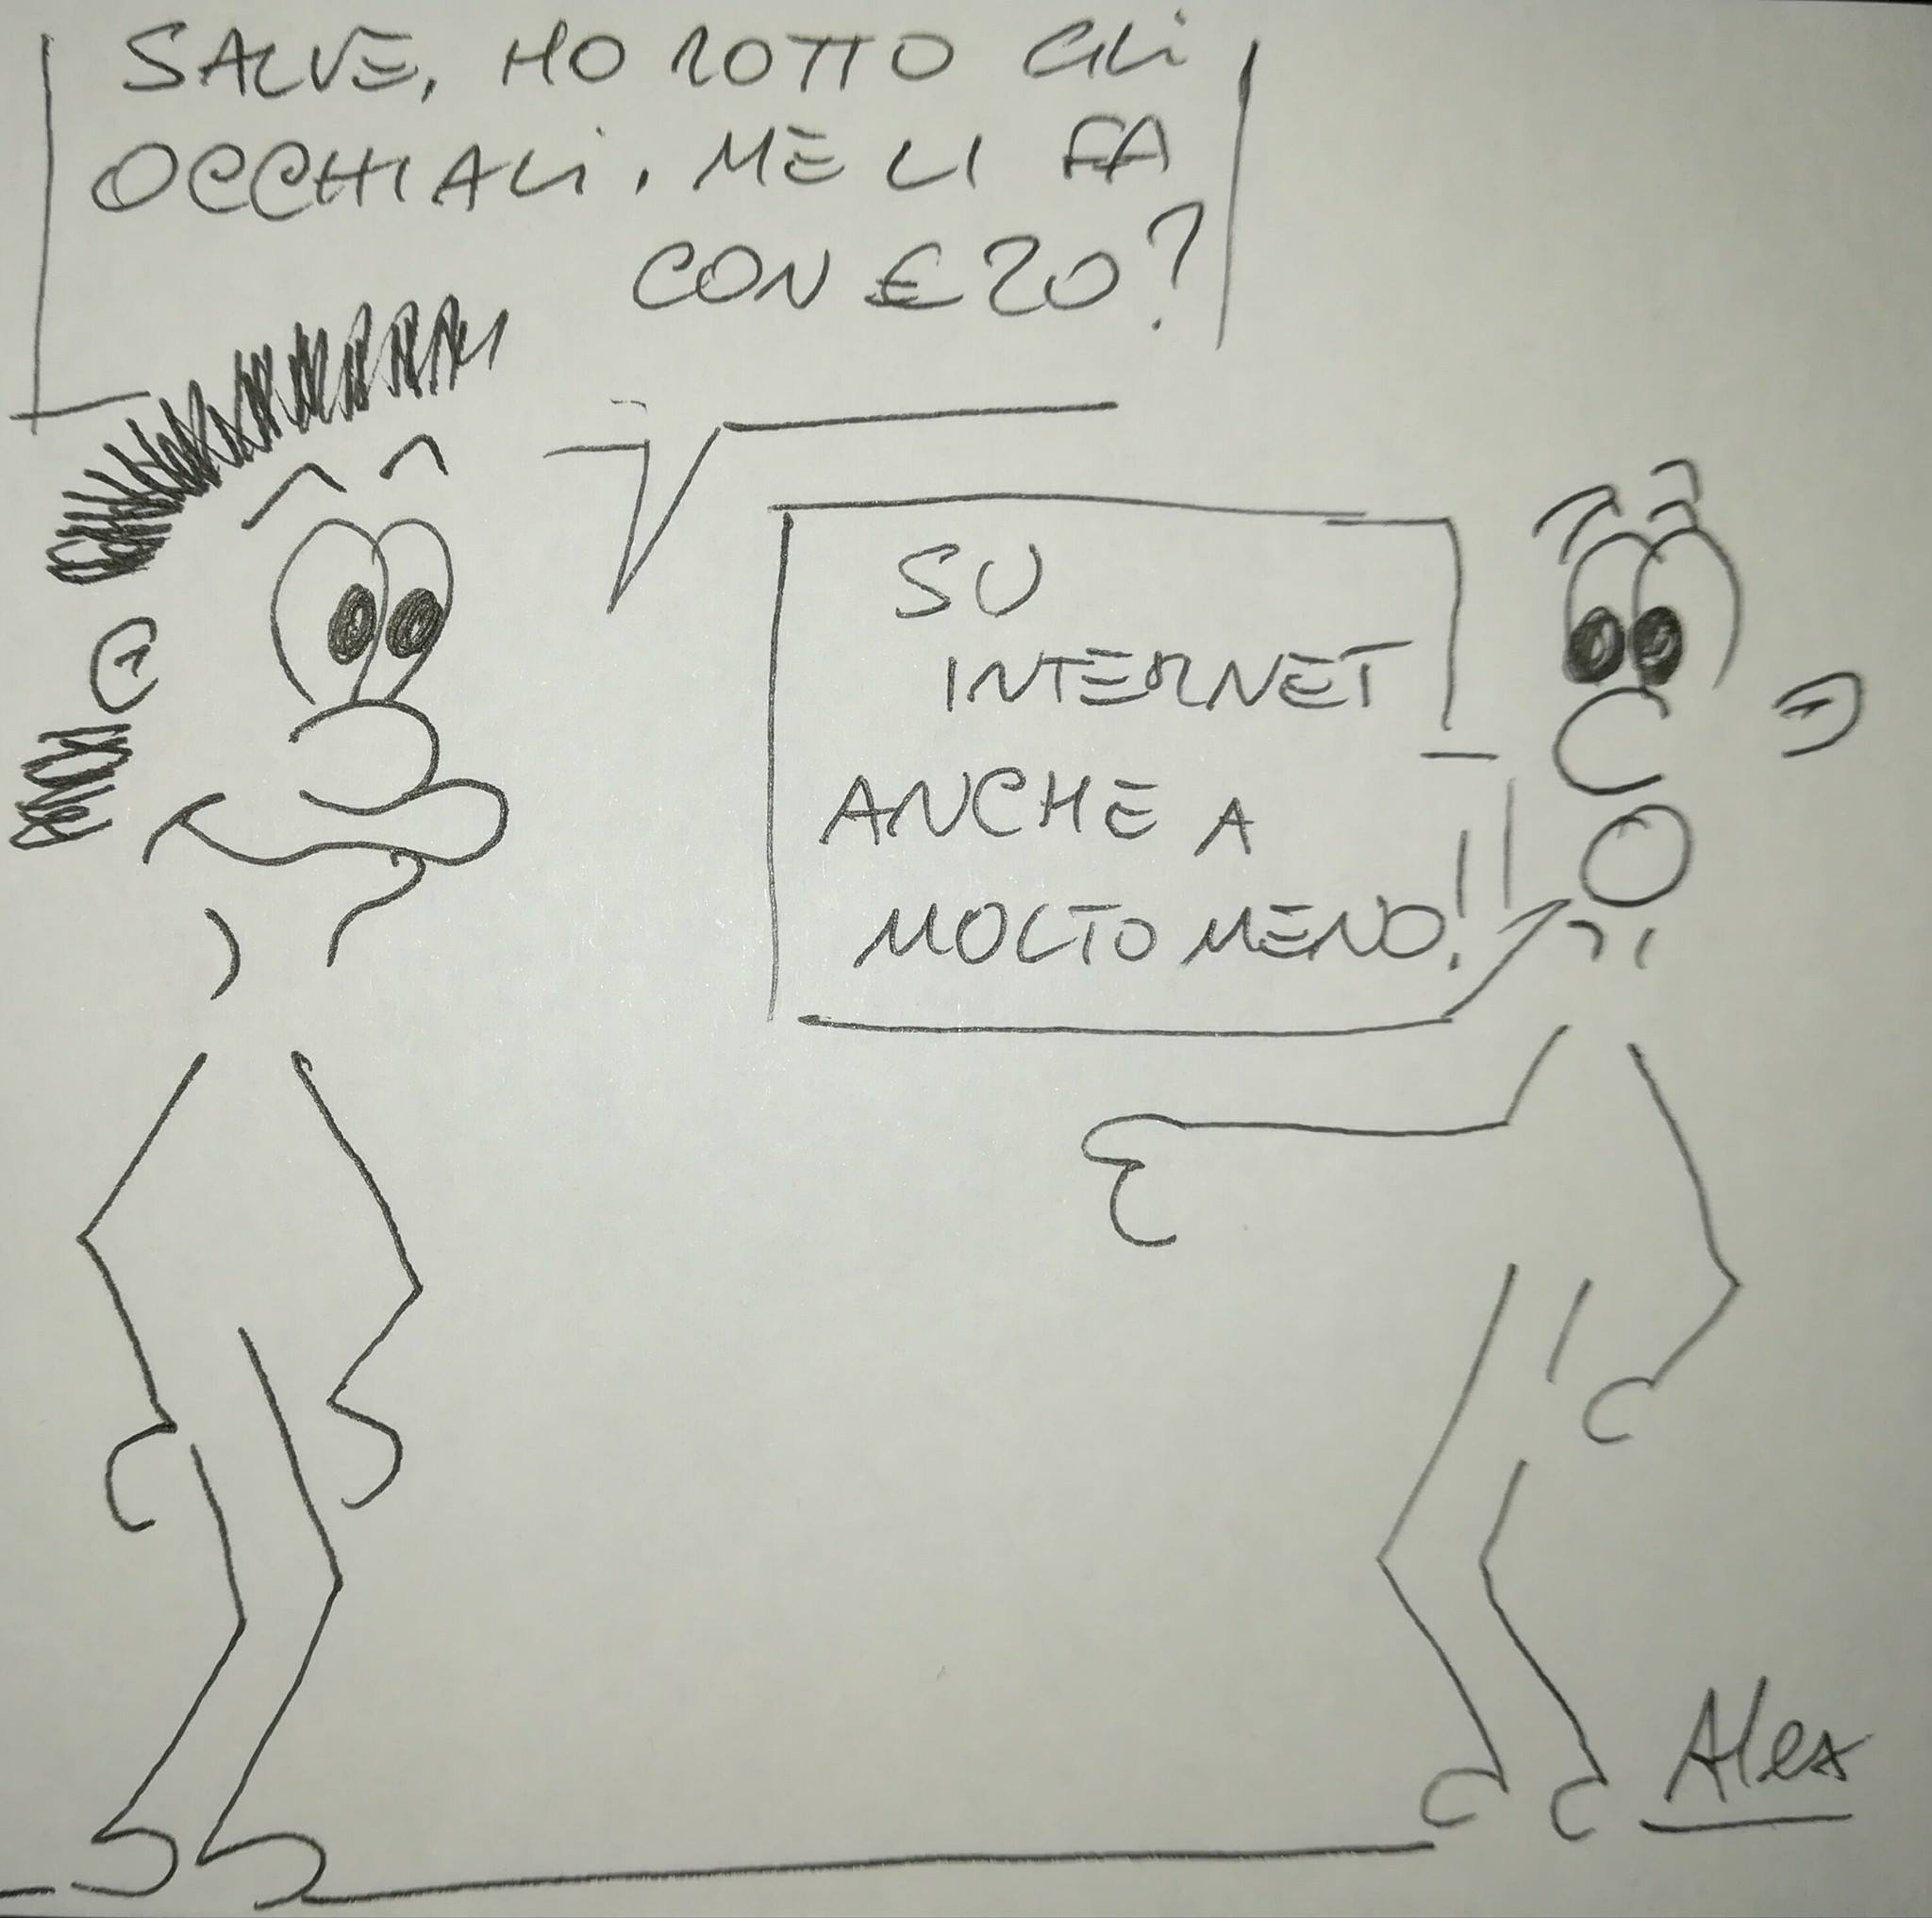 SALVE, HO ROTTO GLi
OCCHIALi. ME LI FA
CON €20?
SU
INTERNET
ANCHE A
MOLTO MENO!
Alex